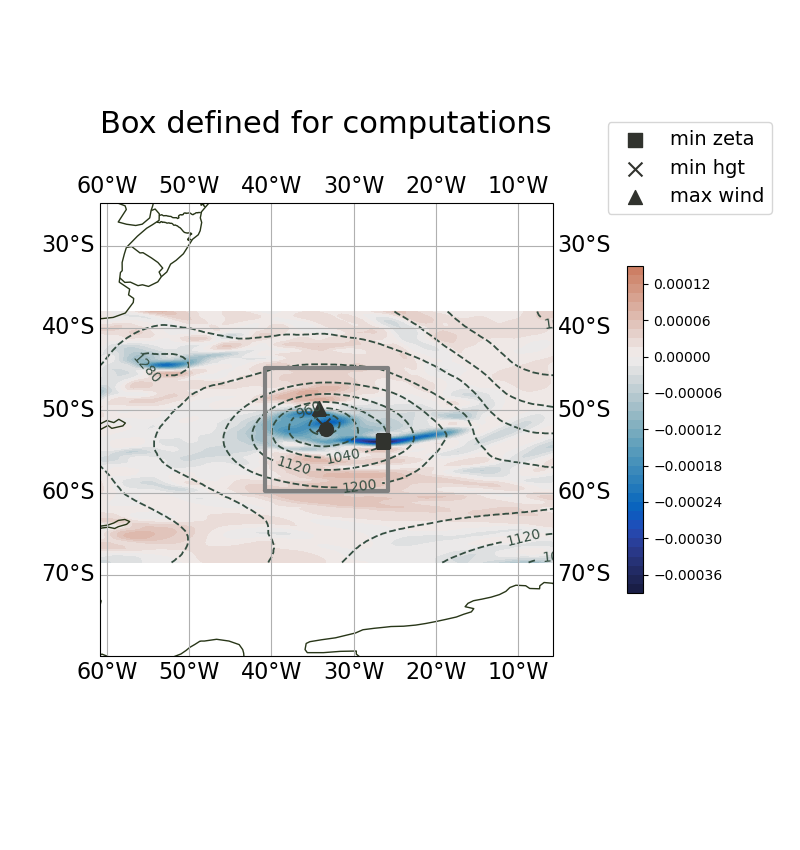 Box defined for computations
min zeta
min hgt
max wind
60°W 50°W 40°W 30°W 20°W 10°W
30°S 30°S
40°S 40°S
50°S 50°S
60°S 60°S
70°S 70°S
60°W 50°W 40°W 30°W 20°W 10°W
1280
960
1040
1120
1200
1120
0.00012
0.00006
0.00000
−0.00006
−0.00012
−0.00018
−0.00024
−0.00030
−0.00036